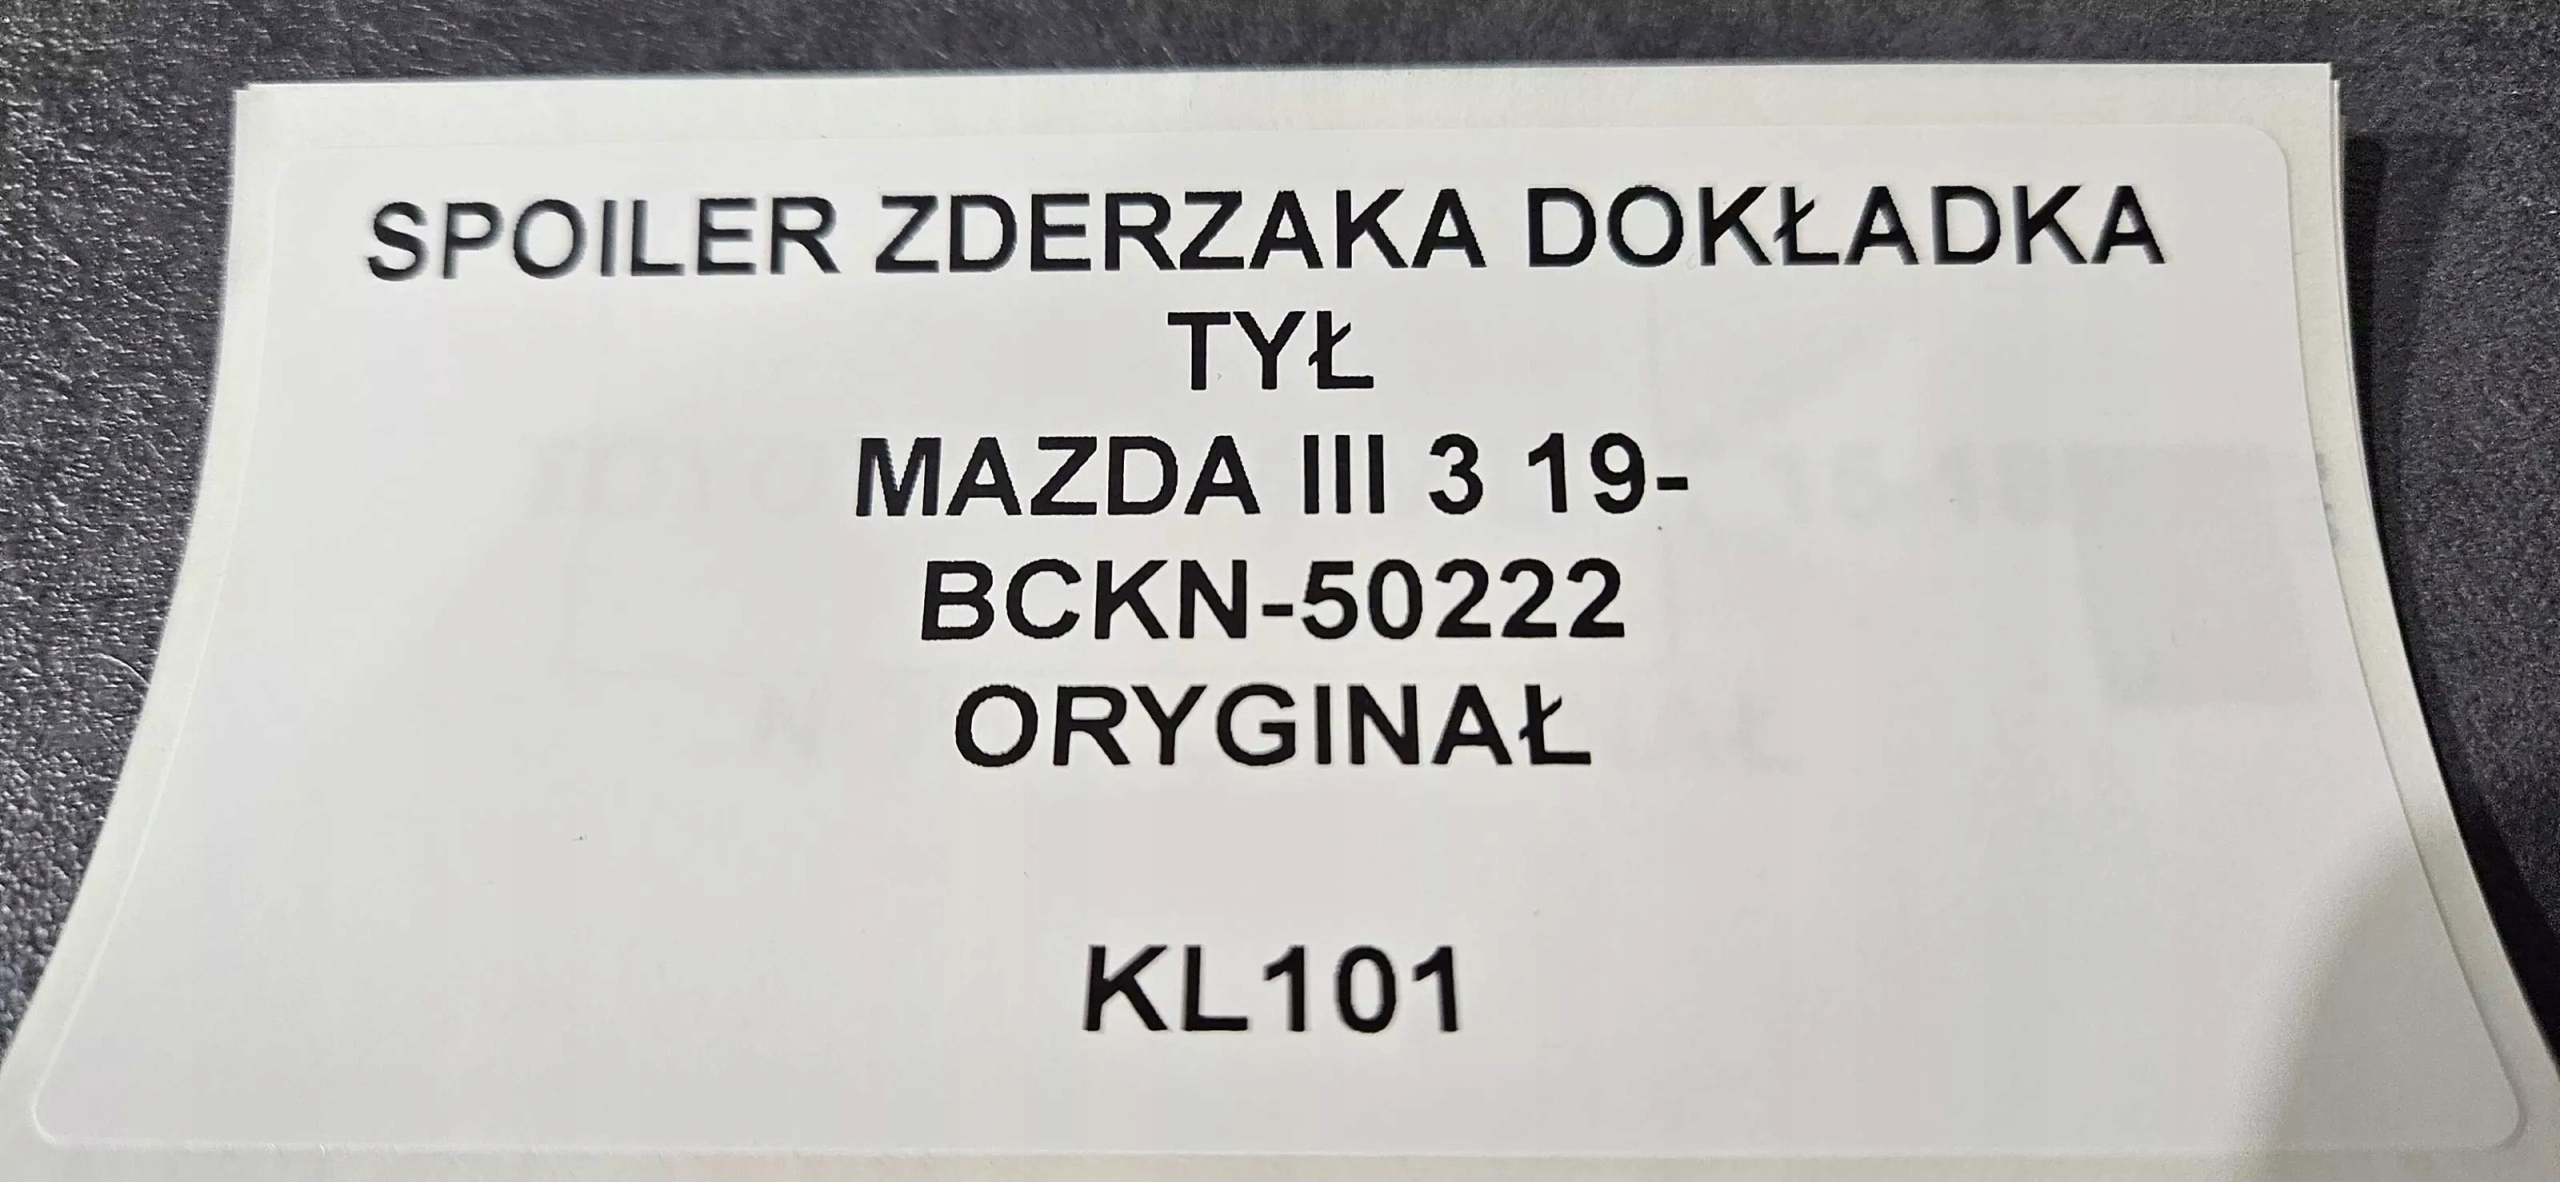 SPOILER ZDERZAKA DOKŁADKA
TYŁ
MAZDA III 3 19-
BCKN-50222
ORYGINAŁ
KL101